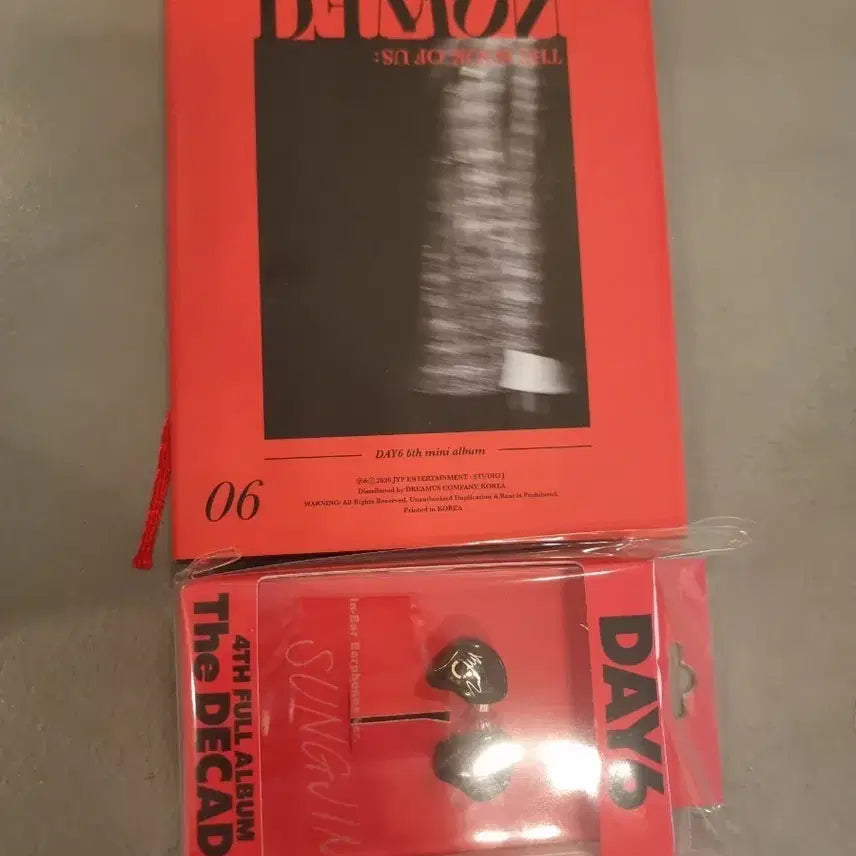 THE BOOK OF US:
DAY6 6th mini album
06
Ⓟ&ⓒ 2020 JYP ENTERTAINMENT · STUDIO J
Distributed by DREAMUS COMPANY, KOREA
WARNING: All Rights Reserved. Unauthorized Duplication & Rent is Prohibited.
Printed in KOREA
4TH FULL ALBUM
The DECAD
In-Ear Earphones Ver.
SUNGJIN
DAY6